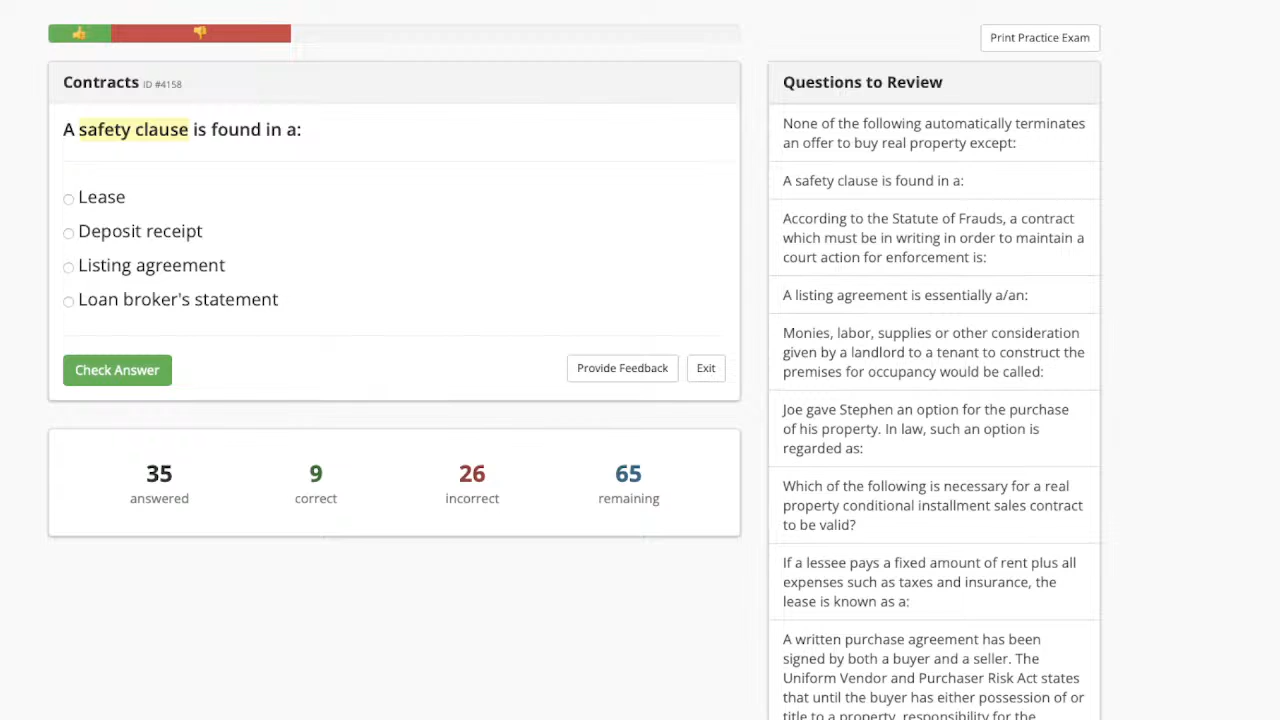 👍 👎
Print Practice Exam
Contracts ID #4158
A safety clause is found in a:
Lease
Deposit receipt
Listing agreement
Loan broker's statement
Check Answer
Provide Feedback
Exit
35 9 26 65
answered correct incorrect remaining
Questions to Review
None of the following automatically terminates
an offer to buy real property except:
A safety clause is found in a:
According to the Statute of Frauds, a contract
which must be in writing in order to maintain a
court action for enforcement is:
A listing agreement is essentially a/an:
Monies, labor, supplies or other consideration
given by a landlord to a tenant to construct the
premises for occupancy would be called:
Joe gave Stephen an option for the purchase
of his property. In law, such an option is
regarded as:
Which of the following is necessary for a real
property conditional installment sales contract
to be valid?
If a lessee pays a fixed amount of rent plus all
expenses such as taxes and insurance, the
lease is known as a:
A written purchase agreement has been
signed by both a buyer and a seller. The
Uniform Vendor and Purchaser Risk Act states
that until the buyer has either possession of or
title to a property, responsibility for the